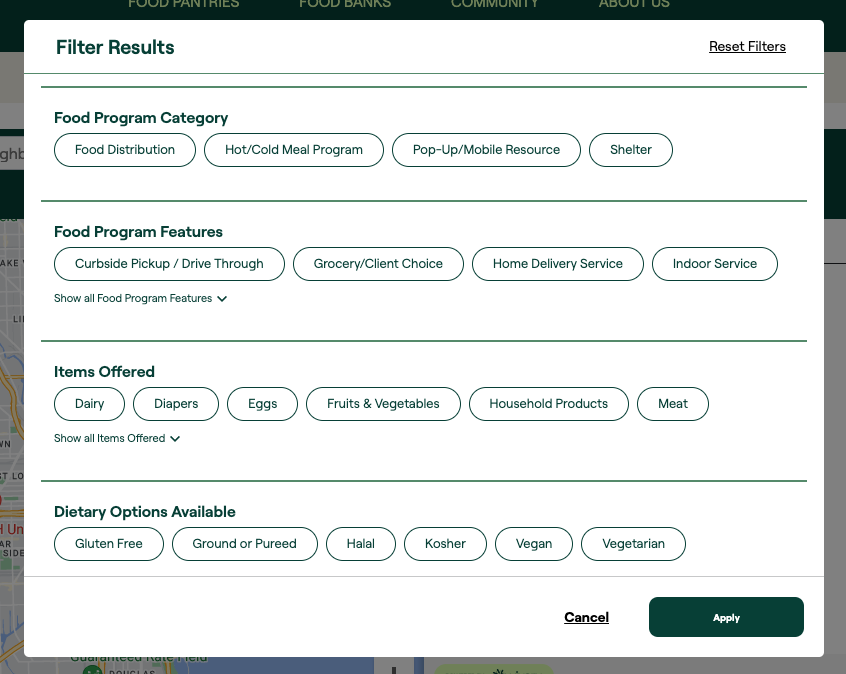 FOOD PANTRIES FOOD BANKS COMMUNITY ABOUT US
Filter Results
Reset Filters
Food Program Category
Food Distribution Hot/Cold Meal Program Pop-Up/Mobile Resource Shelter
Food Program Features
Curbside Pickup / Drive Through Grocery/Client Choice Home Delivery Service Indoor Service
Show all Food Program Features
Items Offered
Dairy Diapers Eggs Fruits & Vegetables Household Products Meat
Show all Items Offered
Dietary Options Available
Gluten Free Ground or Pureed Halal Kosher Vegan Vegetarian
Cancel Apply
Guaranteed Rate Field
DOUGLAS